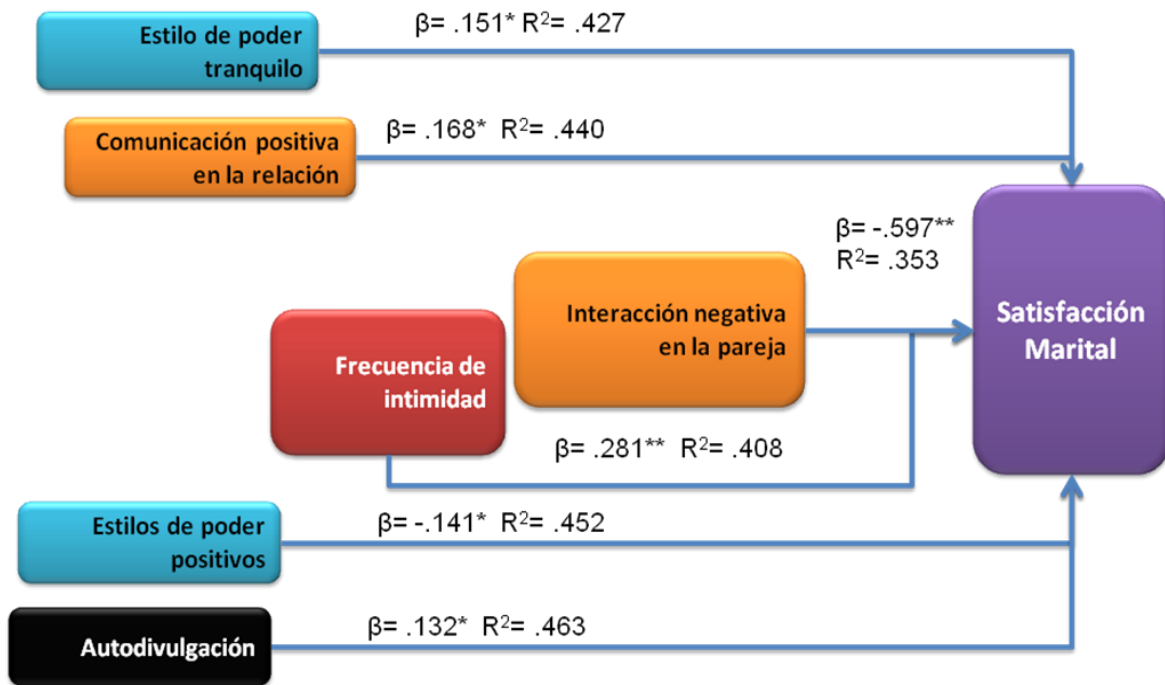 β= .151* R²= .427
Estilo de poder
tranquilo
β= .168* R²= .440
Comunicación positiva
en la relación
β= -.597**
R²= .353
Interacción negativa
en la pareja
Satisfacción
Marital
Frecuencia de
intimidad
β= .281** R²= .408
β= -.141* R²= .452
Estilos de poder
positivos
β= .132* R²= .463
Autodivulgación